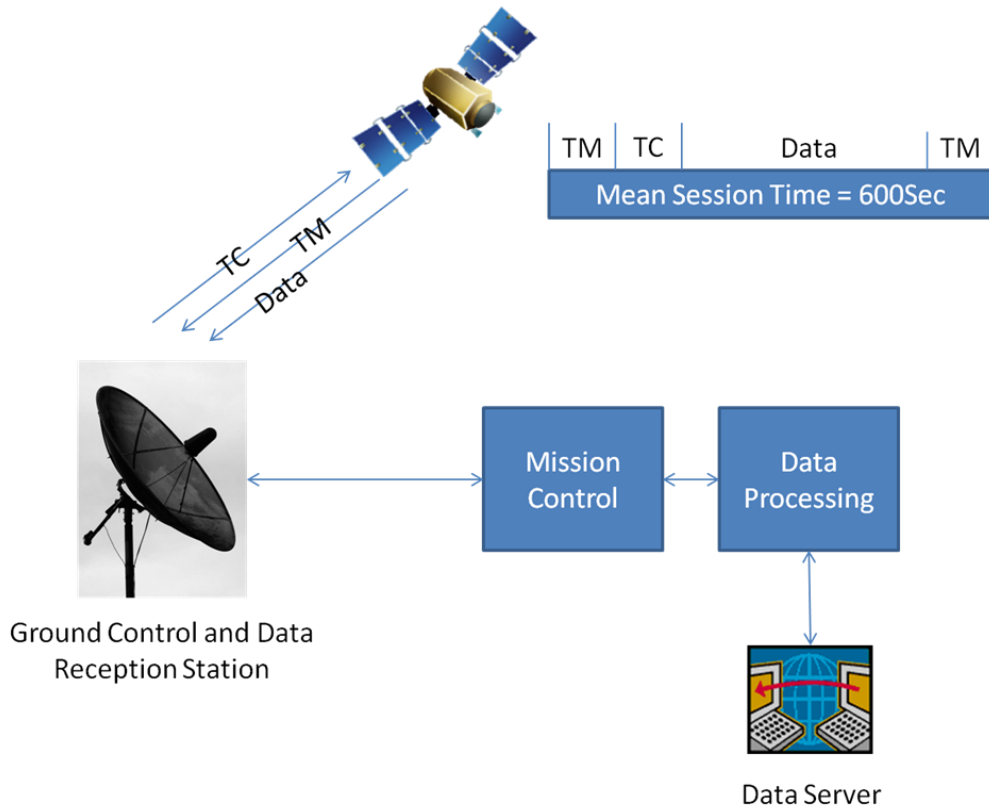 TM
TC
Data
TM
Mean Session Time = 600Sec
TC
TM
Data
Mission
Control
Data
Processing
Ground Control and Data
Reception Station
Data Server